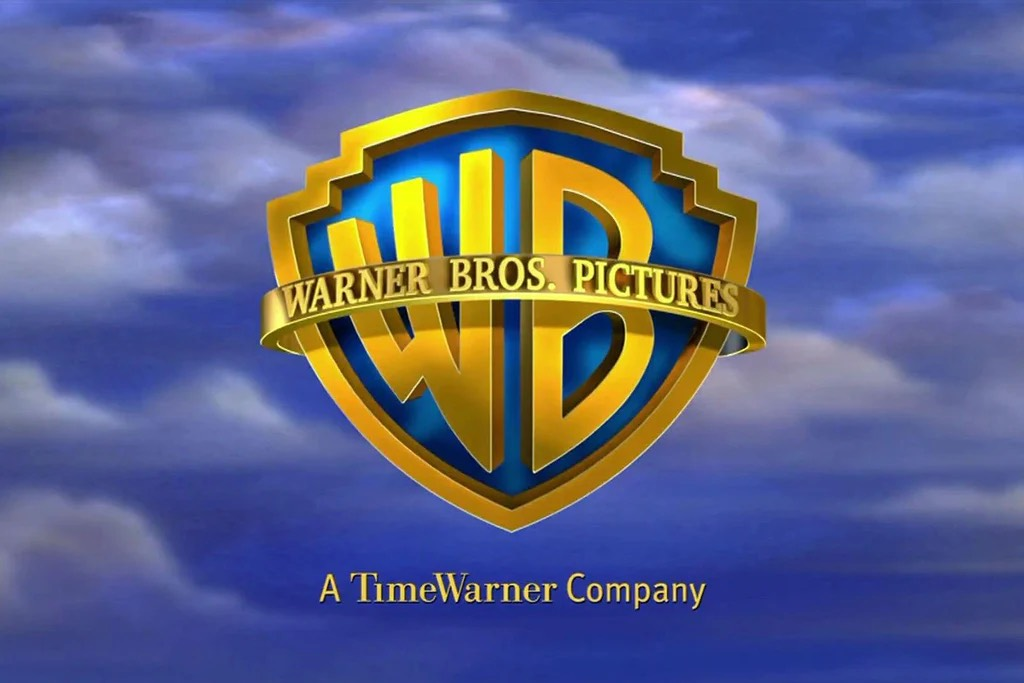 WB
WARNER BROS. PICTURES
A TimeWarner Company